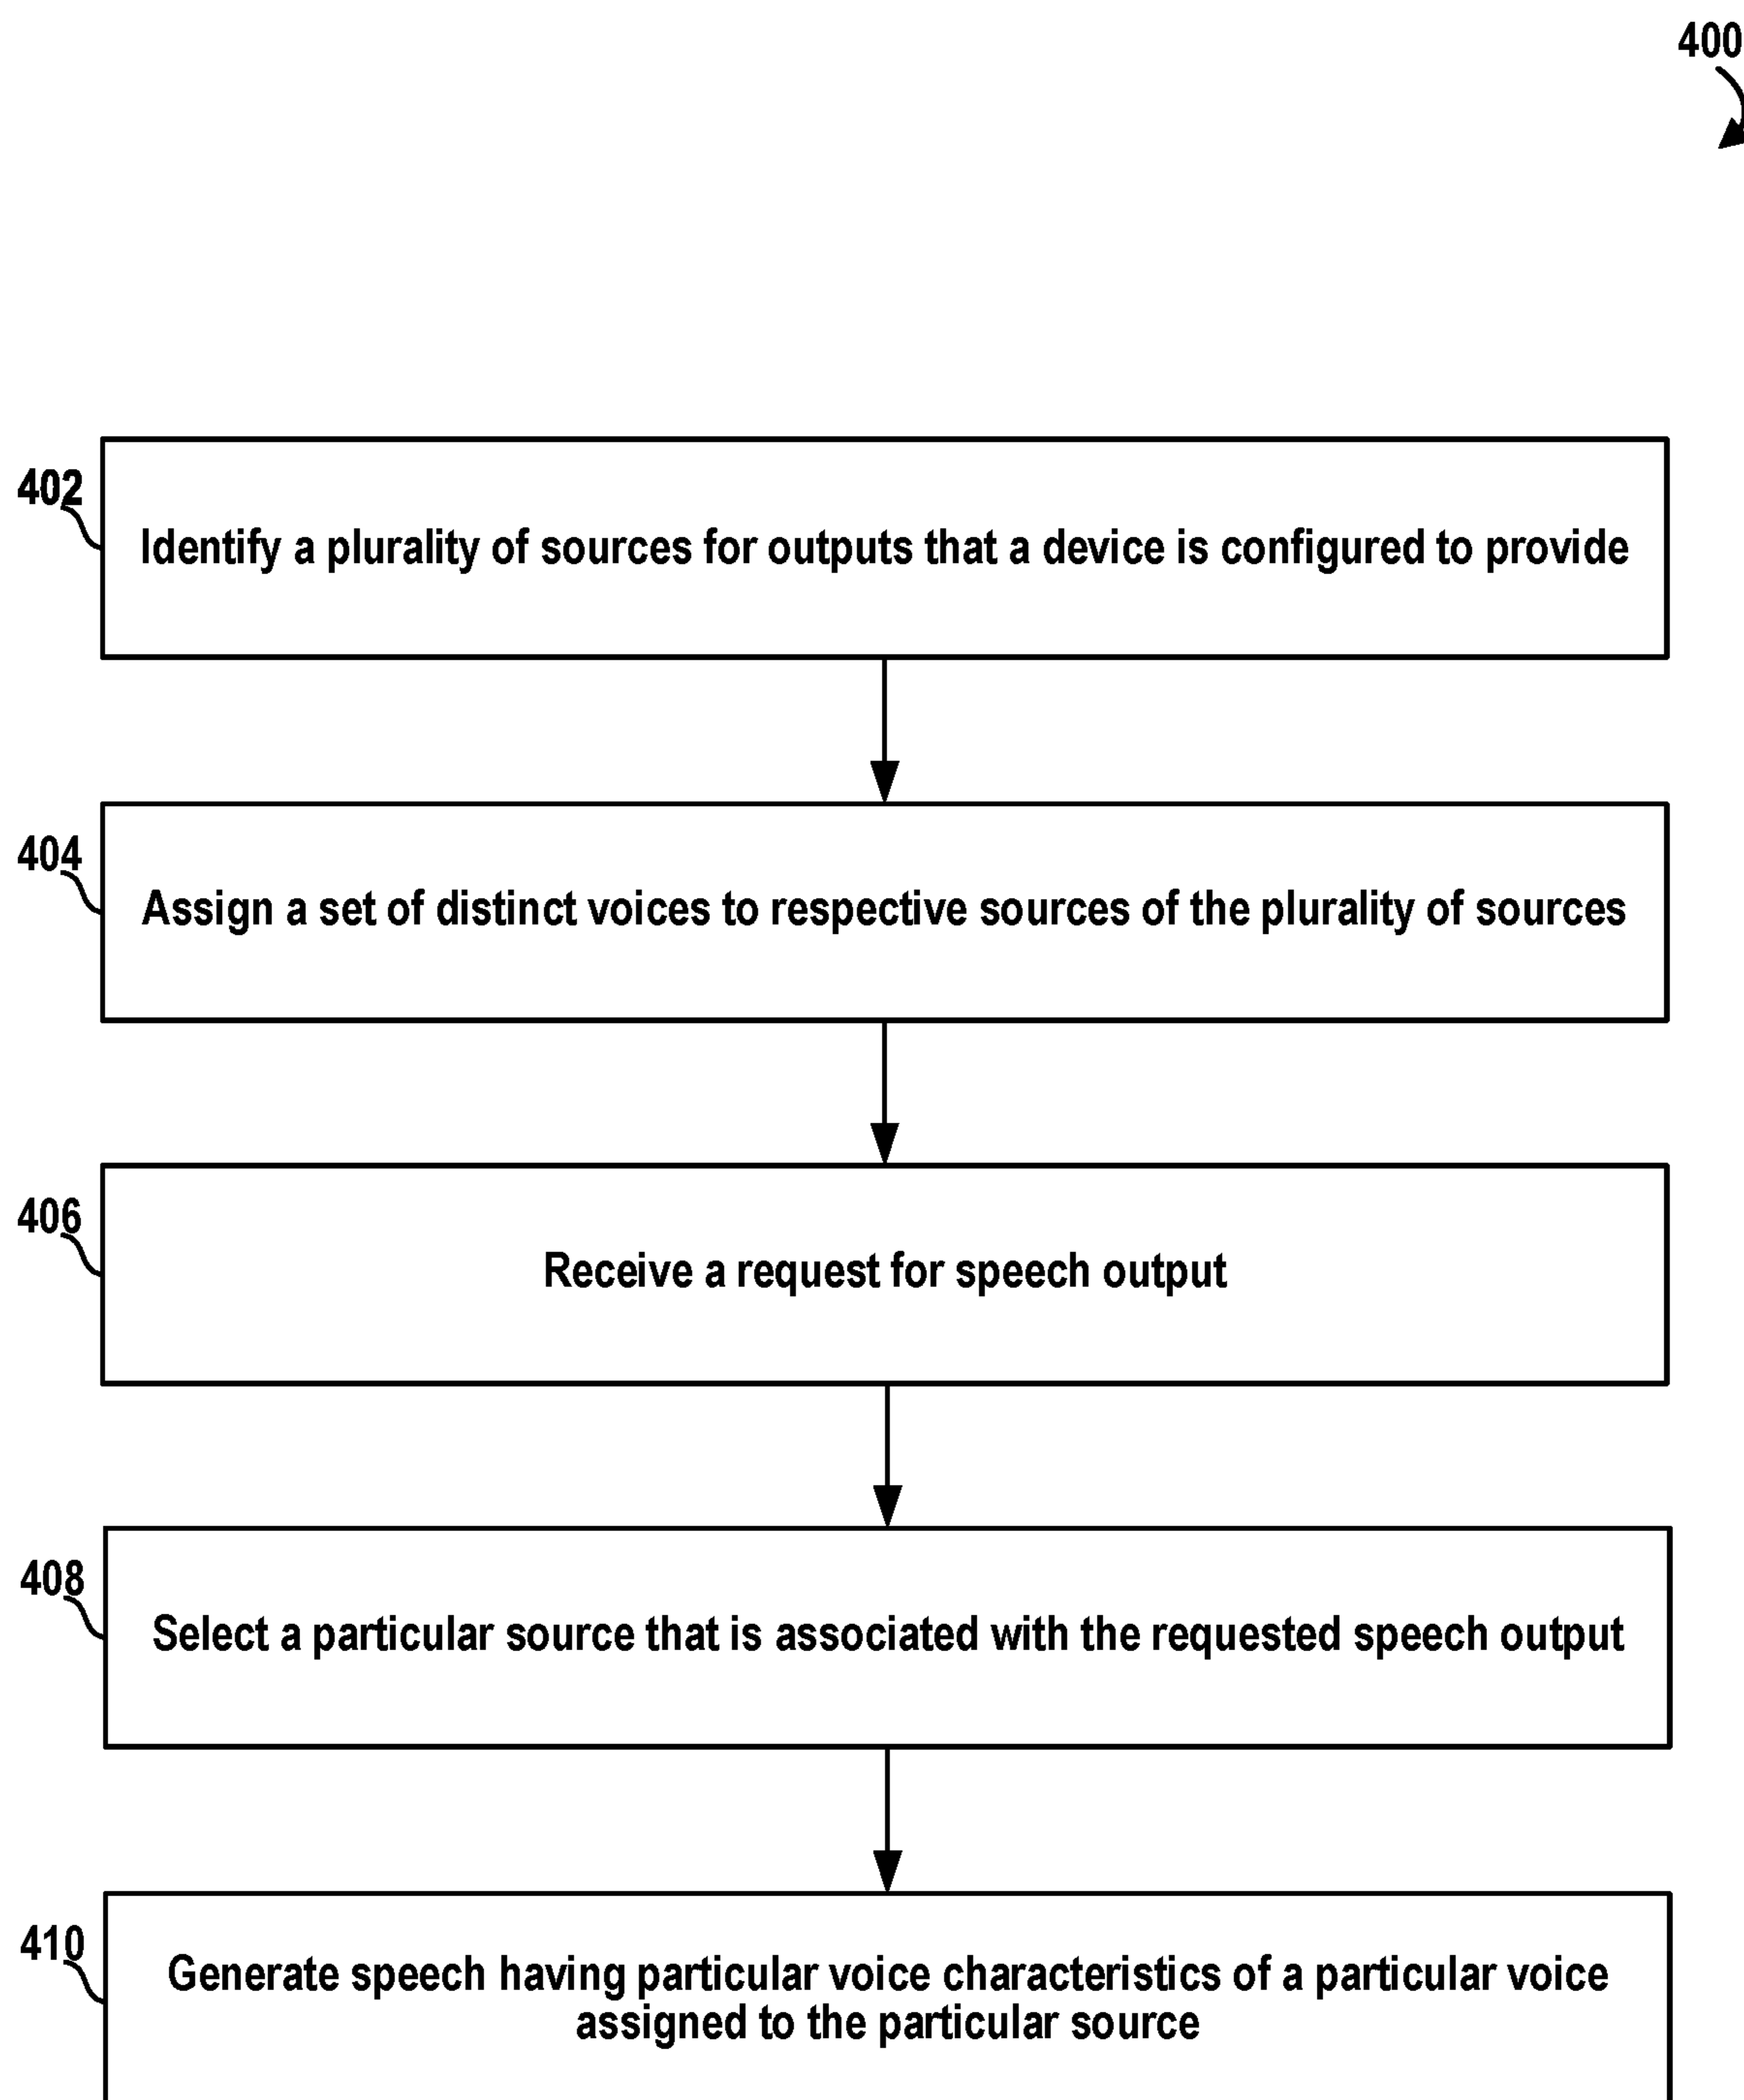 400
402
Identify a plurality of sources for outputs that a device is configured to provide
404
Assign a set of distinct voices to respective sources of the plurality of sources
406
Receive a request for speech output
408
Select a particular source that is associated with the requested speech output
410
Generate speech having particular voice characteristics of a particular voice
assigned to the particular source